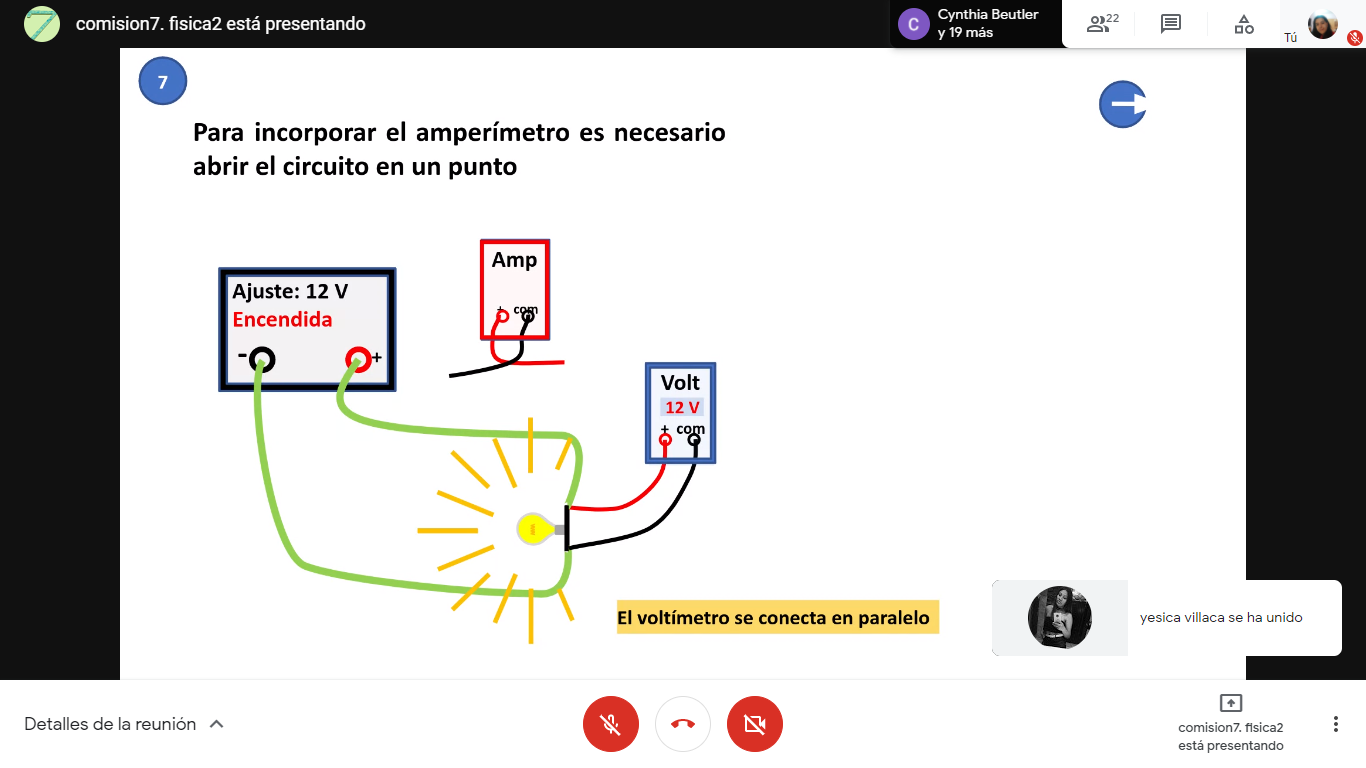 comision7. fisica2 está presentando
C
Cynthia Beutler
y 19 más
22
Tú
7
Para incorporar el amperímetro es necesario
abrir el circuito en un punto
Amp
+ com
Ajuste: 12 V
Encendida
- +
Volt
12 V
+ com
El voltímetro se conecta en paralelo
yesica villaca se ha unido
Detalles de la reunión
comision7. fisica2
está presentando